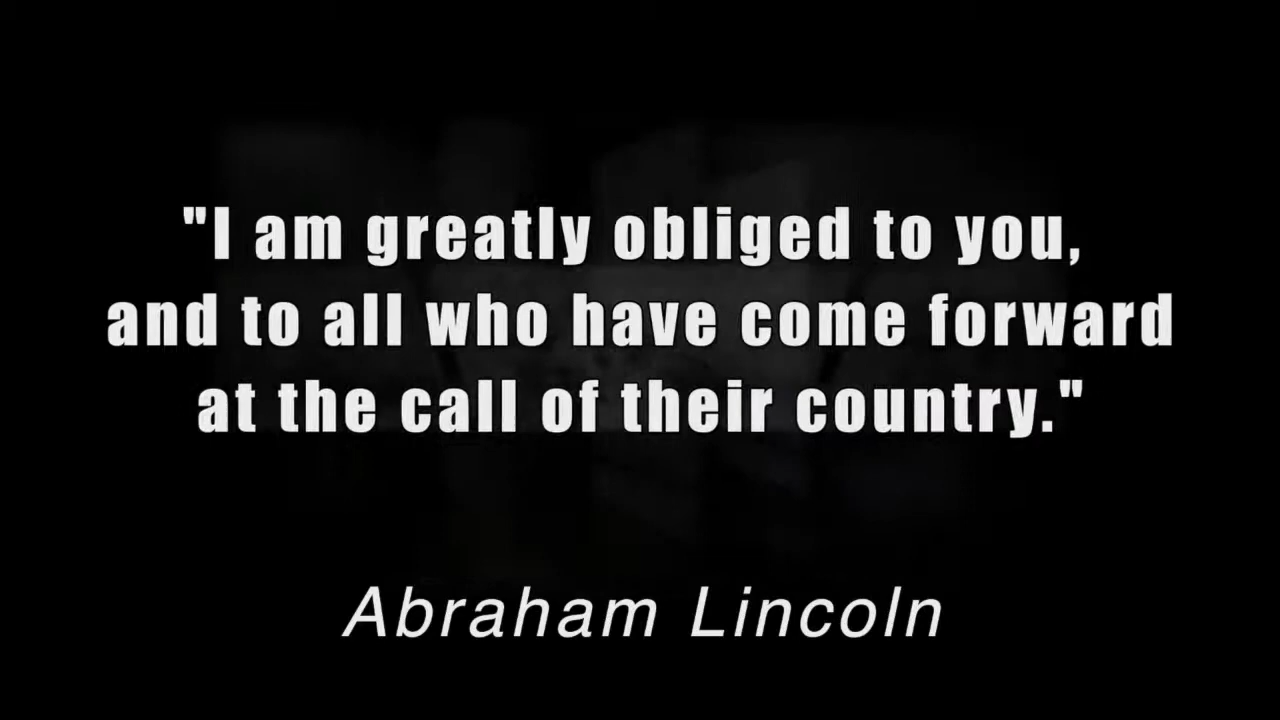 "I am greatly obliged to you,
and to all who have come forward
at the call of their country."
Abraham Lincoln